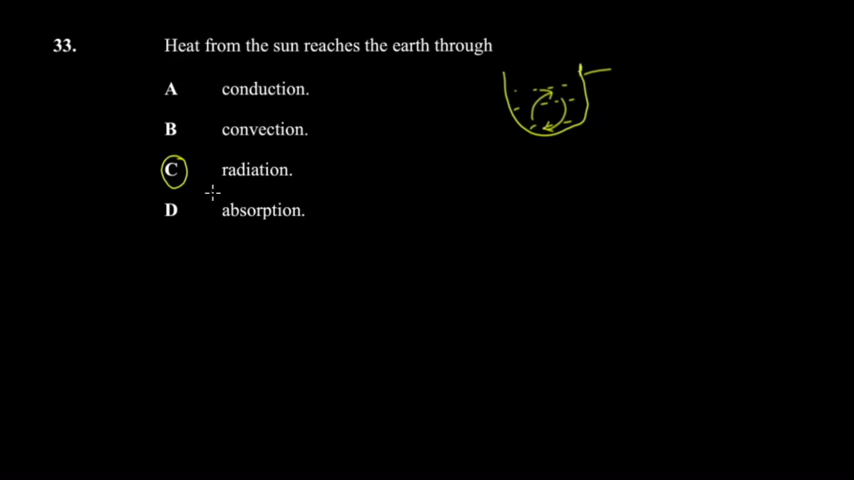 33. Heat from the sun reaches the earth through
A conduction.
B convection.
C radiation.
D absorption.